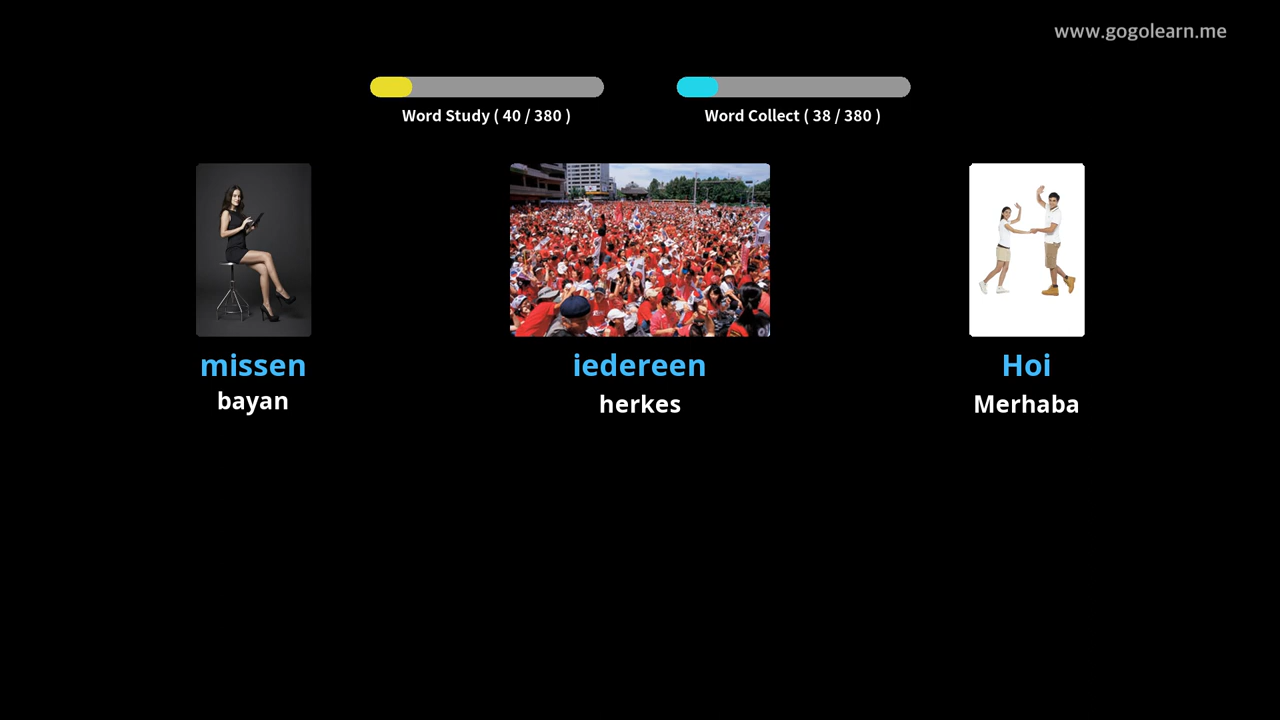 www.gogolearn.me
Word Study ( 40 / 380 )
Word Collect ( 38 / 380 )
missen
bayan
iedereen
herkes
Hoi
Merhaba